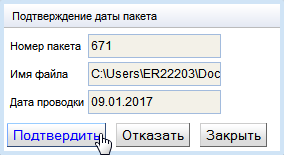 Подтверждение даты пакета
Номер пакета 671
Имя файла C:\Users\ER22203\Doc
Дата проводки 09.01.2017
Подтвердить Отказать Закрыть